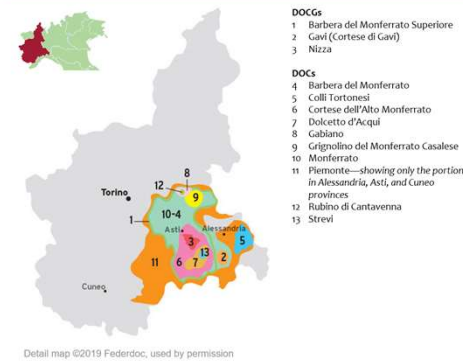 DOCGs
1 Barbera del Monferrato Superiore
2 Gavi (Cortese di Gavi)
3 Nizza
DOCs
4 Barbera del Monferrato
5 Colli Tortonesi
6 Cortese dell'Alto Monferrato
7 Dolcetto d'Acqui
8 Gabiano
9 Grignolino del Monferrato Casalese
10 Monferrato
11 Piemonte—showing only the portion
in Alessandria, Asti, and Cuneo
provinces
12 Rubino di Cantavenna
13 Strevi
8
12
9
Torino
10-4
1
Asti
Alessandria
3
5
13
11
6
7
2
Cuneo
Detail map ©2019 Federdoc, used by permission